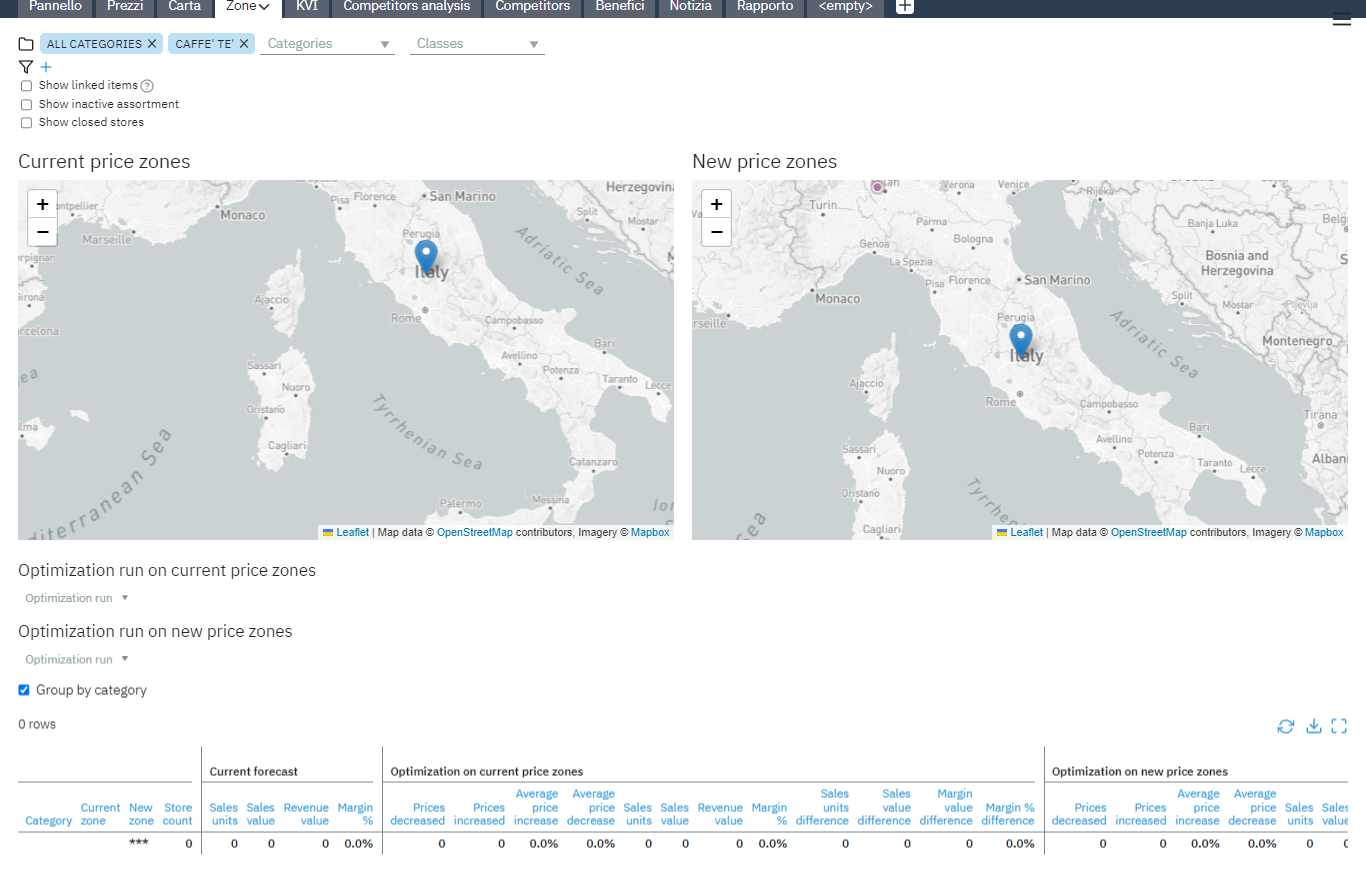 Pannello Prezzi Carta Zone KVI Competitors analysis Competitors Benefici Notizia Rapporto <empty> +
ALL CATEGORIES × CAFFE' TE' × Categories Classes
+
Show linked items ?
Show inactive assortment
Show closed stores
Current price zones
+
−
Monaco
Marseille
Pisa
Florence
San Marino
Herzegovina
Split
Mostar
Perugia
Italy
Adriatic Sea
Ajaccio
Rome
Campobasso
Bari
Avellino
Potenza
Taranto
Lecce
Sassari
Nuoro
Oristano
Cagliari
Tyrrhenian Sea
Catanzaro
Palermo
Messina
Leaflet | Map data © OpenStreetMap contributors, Imagery © Mapbox
New price zones
+
−
Verona
Venice
Rijeka
Turin
Parma
Banja Luka
Genoa
Bologna
La Spezia
Bosnia and
Herzegovina
Pisa
Florence
San Marino
Monaco
Split
Mostar
Pljevlja
Perugia
Italy
Adriatic Sea
Montenegro
Ajaccio
Rome
Campobasso
Tirana
Bari
Avellino
Potenza
Taranto
Lecce
Sassari
Nuoro
Oristano
Cagliari
Leaflet | Map data © OpenStreetMap contributors, Imagery © Mapbox
Optimization run on current price zones
Optimization run
Optimization run on new price zones
Optimization run
Group by category
0 rows
Current forecast Optimization on current price zones Optimization on new price zones
Average Average Sales Sales Margin Average Average
Current New Store Sales Sales Revenue Margin Prices Prices price price Sales Sales Revenue Margin units value value Margin % Prices Prices price price Sales Sales
Category zone zone count units value value % decreased increased increase decrease units value value % difference difference difference difference decreased increased increase decrease units value
*** 0 0 0 0 0.0% 0 0 0.0% 0.0% 0 0 0 0.0% 0 0 0 0.0% 0 0 0.0% 0.0% 0